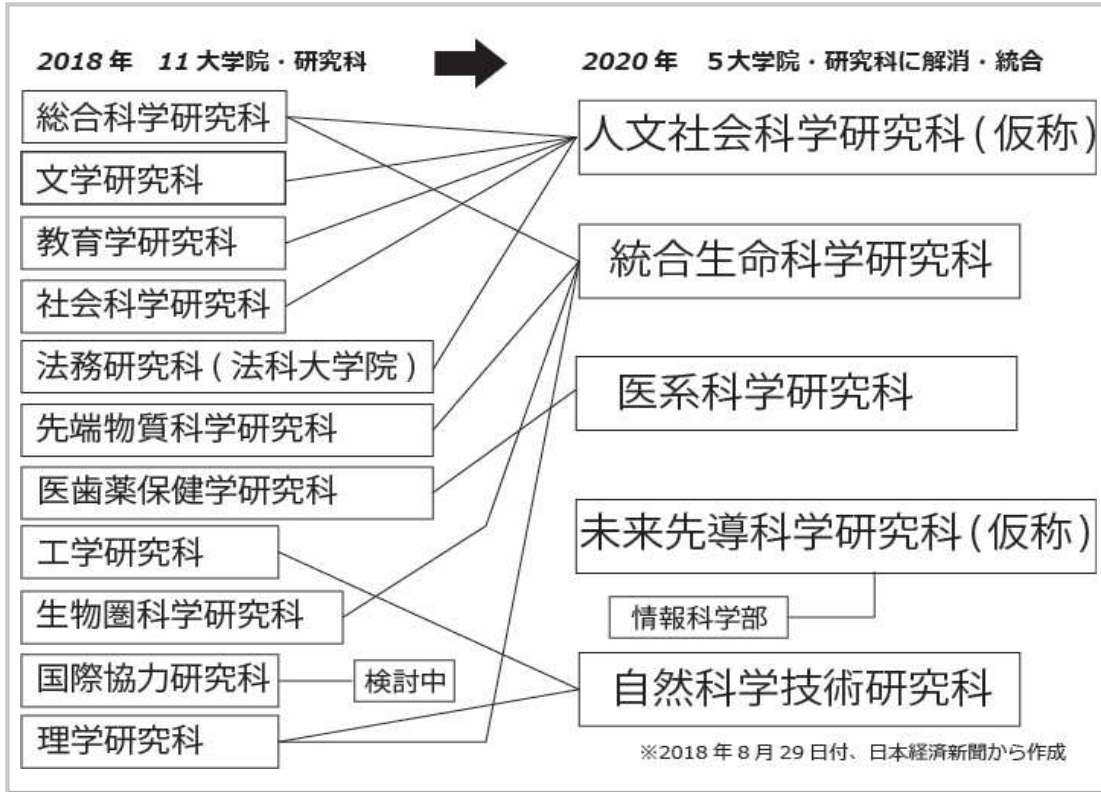 2018年 11大学院・研究科
2020年 5大学院・研究科に解消・統合
総合科学研究科
文学研究科
教育学研究科
社会科学研究科
法務研究科(法科大学院)
先端物質科学研究科
医歯薬保健学研究科
工学研究科
生物圏科学研究科
国際協力研究科
検討中
理学研究科
人文社会科学研究科(仮称)
統合生命科学研究科
医系科学研究科
未来先導科学研究科(仮称)
情報科学部
自然科学技術研究科
※2018年8月29日付、日本経済新聞から作成